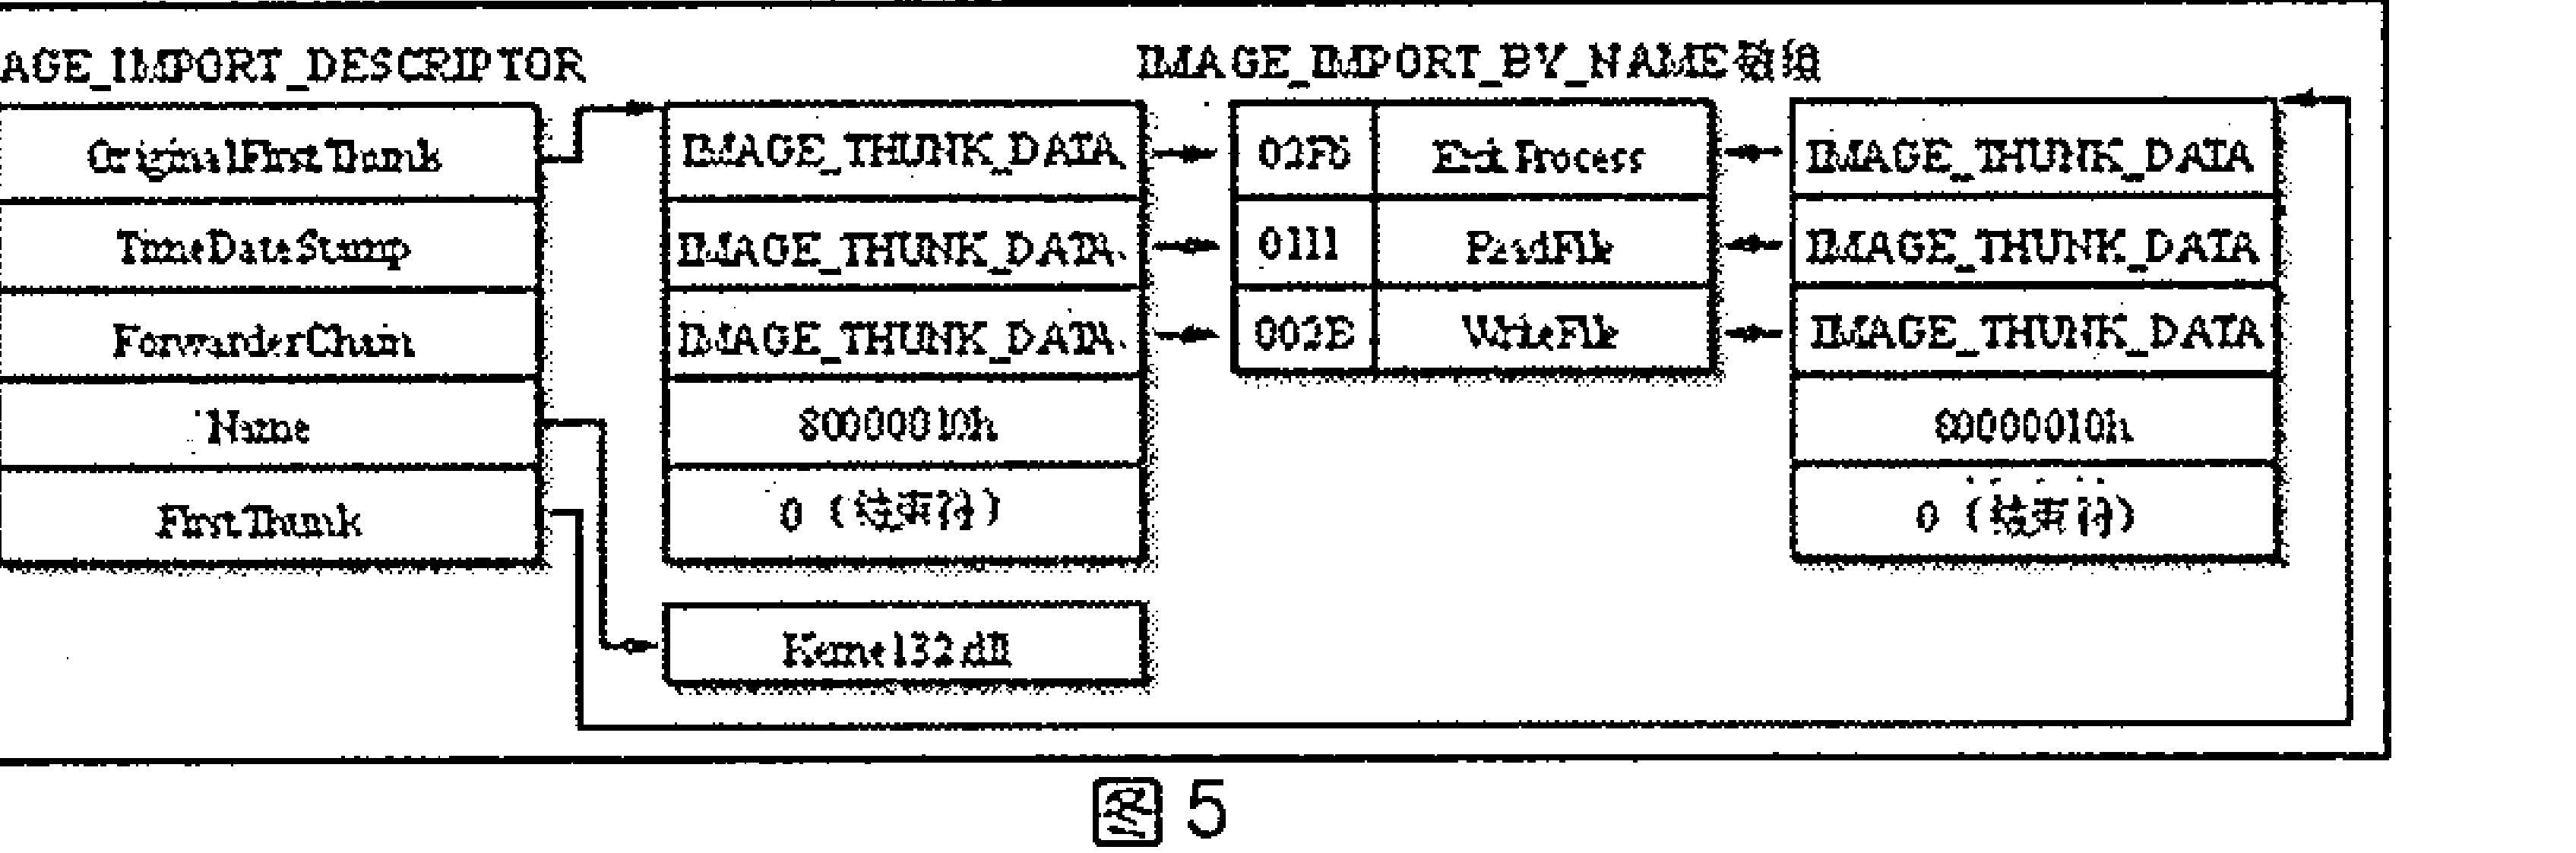 AGE_IMPORT_DESCRIPTOR
IMAGE_IMPORT_BY_NAME数组
OriginalFirstThunk
TimeDateStamp
ForwarderChain
Name
FirstThunk
IMAGE_THUNK_DATA
IMAGE_THUNK_DATA
IMAGE_THUNK_DATA
80000010h
0（结束符）
Kernel32.dll
ExitProcess
0111
ReadFile
WriteFile
IMAGE_THUNK_DATA
IMAGE_THUNK_DATA
IMAGE_THUNK_DATA
80000010h
0（结束符）
图 5